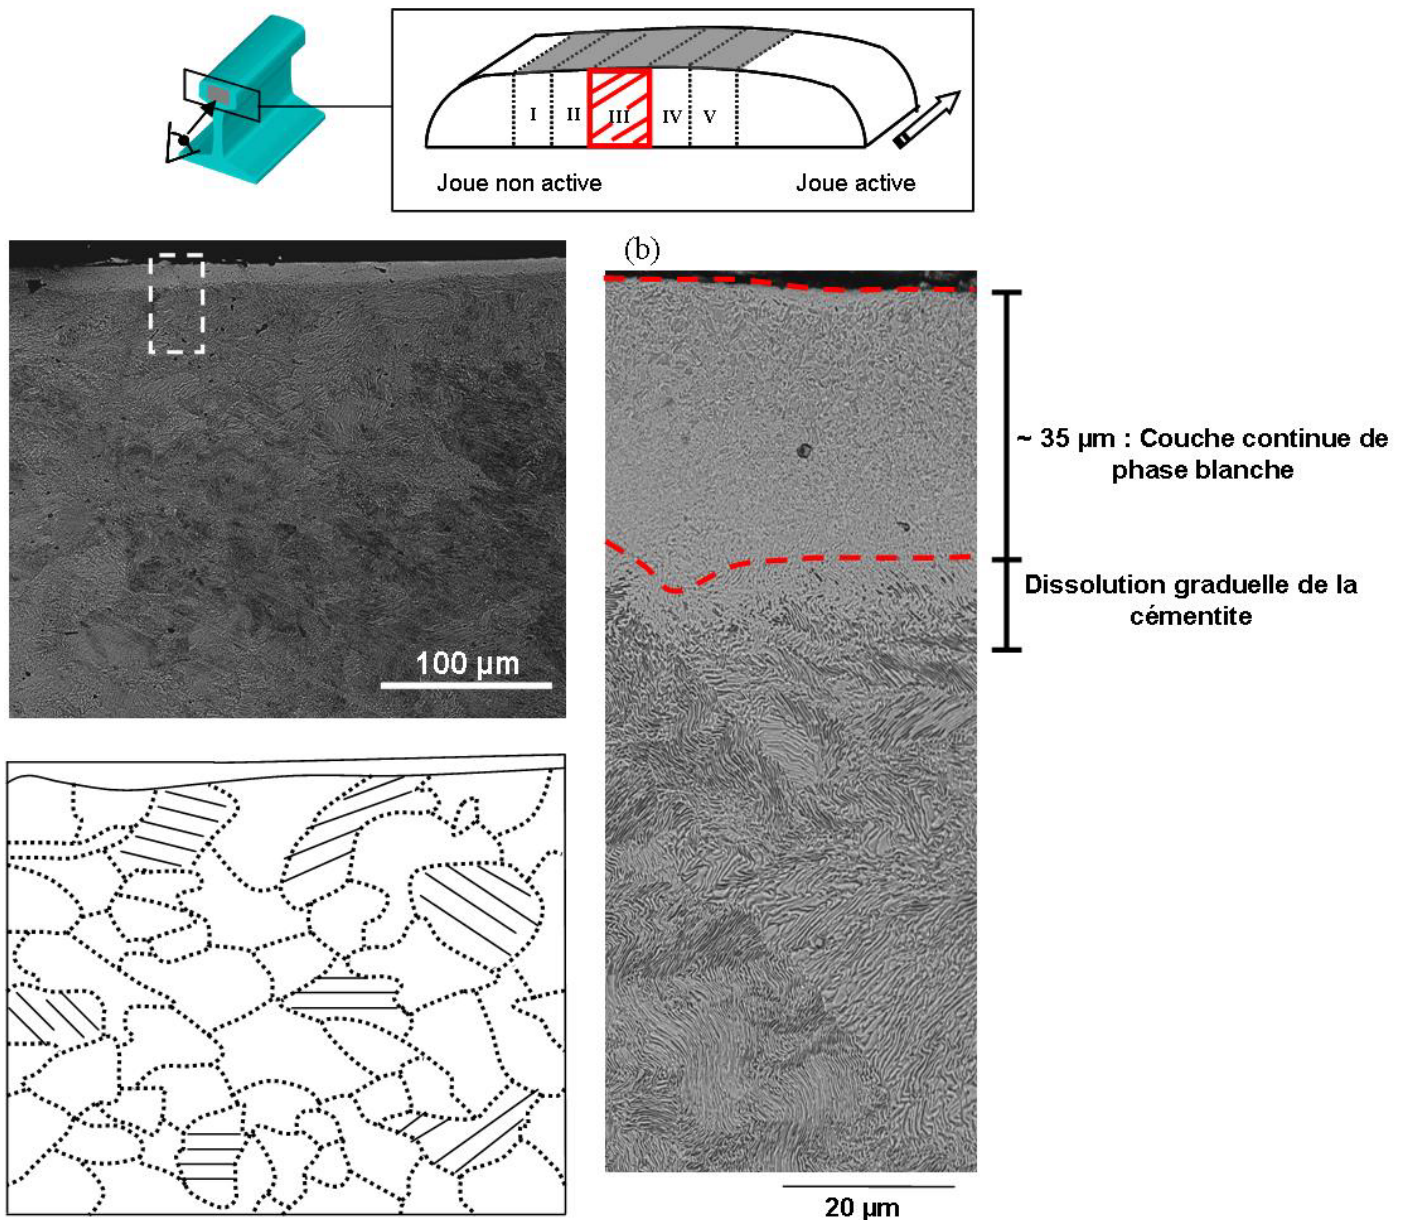 I II III IV V
Joue non active Joue active
(b)
~ 35 µm : Couche continue de
phase blanche
Dissolution graduelle de la
cémentite
100 µm
20 µm